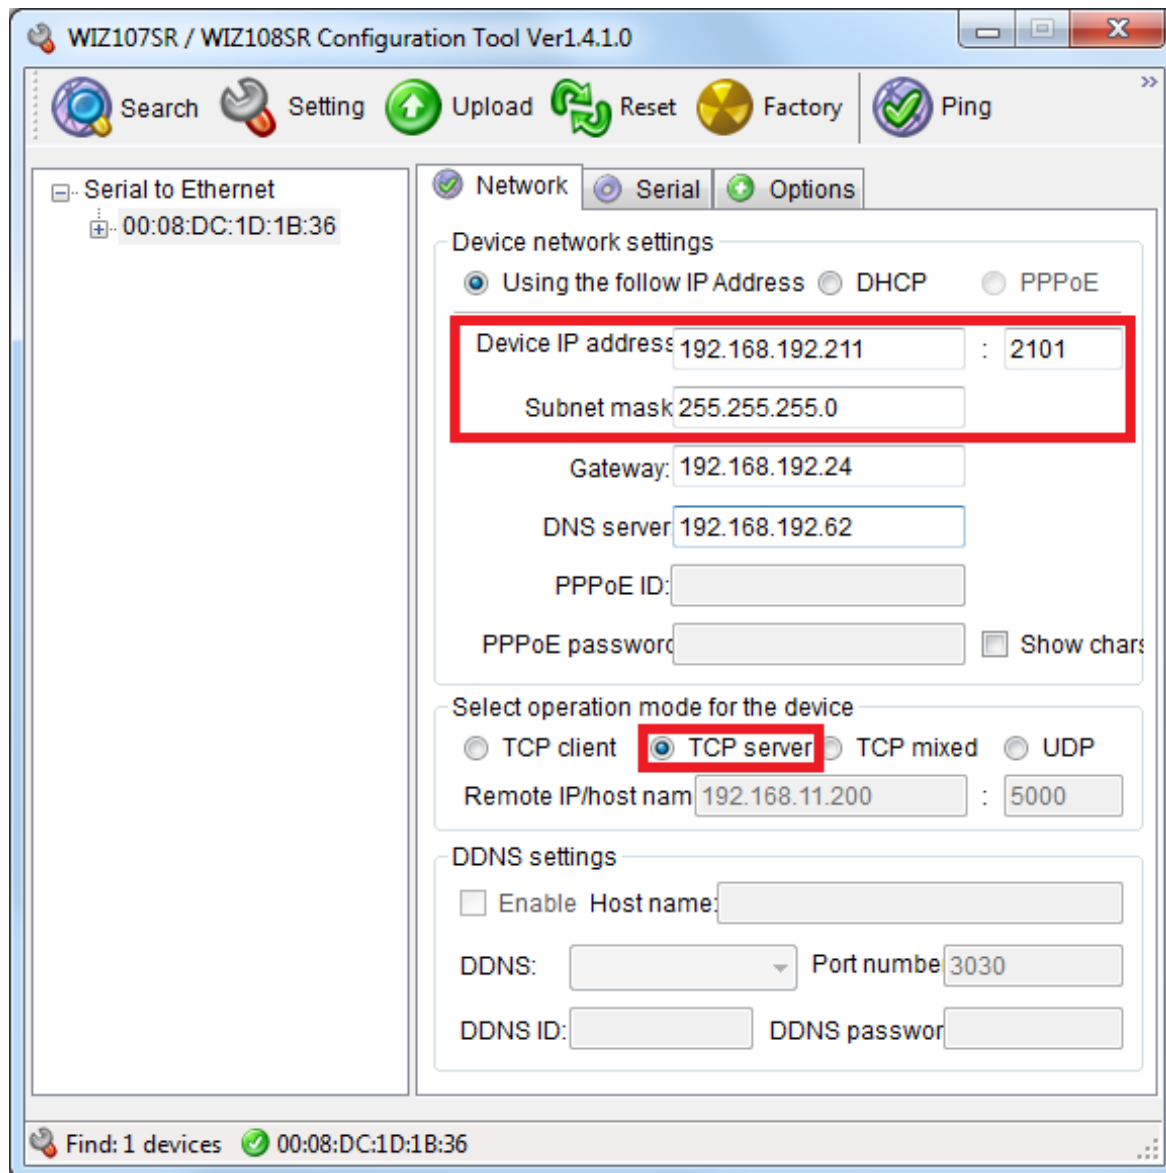 WIZ107SR / WIZ108SR Configuration Tool Ver1.4.1.0
Search Setting Upload Reset Factory Ping
Serial to Ethernet
00:08:DC:1D:1B:36
Network Serial Options
Device network settings
Using the follow IP Address DHCP PPPoE
Device IP address 192.168.192.211 : 2101
Subnet mask 255.255.255.0
Gateway: 192.168.192.24
DNS server 192.168.192.62
PPPoE ID:
PPPoE password Show chars
Select operation mode for the device
TCP client TCP server TCP mixed UDP
Remote IP/host nam 192.168.11.200 : 5000
DDNS settings
Enable Host name:
DDNS: Port numbe 3030
DDNS ID: DDNS passwor
Find: 1 devices 00:08:DC:1D:1B:36